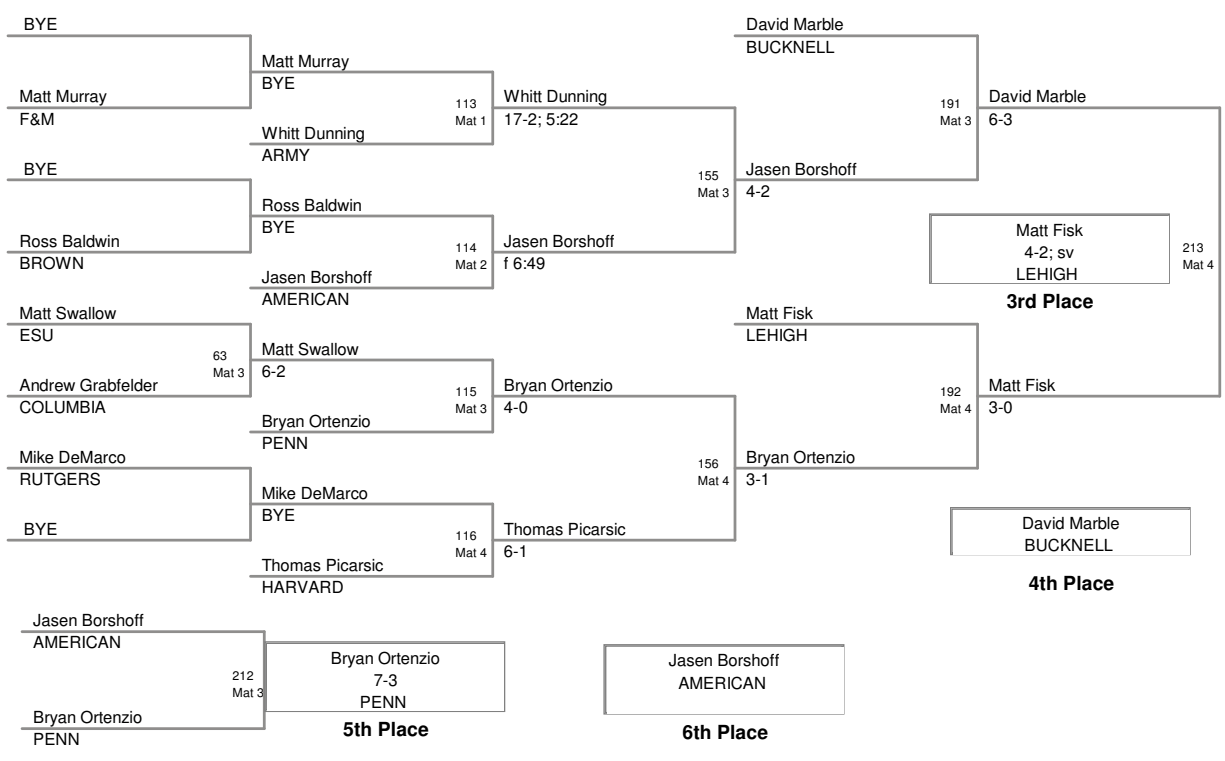 BYE
Matt Murray
F&M
BYE
Ross Baldwin
BROWN
Matt Swallow
ESU
63
Mat 3
Andrew Grabfelder
COLUMBIA
Mike DeMarco
RUTGERS
BYE
Matt Murray
BYE
113
Mat 1
Whitt Dunning
ARMY
Ross Baldwin
BYE
114
Mat 2
Jasen Borshoff
AMERICAN
Matt Swallow
6-2
115
Mat 3
Bryan Ortenzio
PENN
Mike DeMarco
BYE
116
Mat 4
Thomas Picarsic
HARVARD
Whitt Dunning
17-2; 5:22
155
Mat 3
Jasen Borshoff
f 6:49
Bryan Ortenzio
4-0
156
Mat 4
Thomas Picarsic
6-1
David Marble
BUCKNELL
191
Mat 3
Jasen Borshoff
4-2
Matt Fisk
LEHIGH
192
Mat 4
Bryan Ortenzio
3-1
David Marble
6-3
213
Mat 4
Matt Fisk
3-0
Matt Fisk
4-2; sv
LEHIGH
3rd Place
David Marble
BUCKNELL
4th Place
Jasen Borshoff
AMERICAN
212
Mat 3
Bryan Ortenzio
PENN
Bryan Ortenzio
7-3
PENN
5th Place
Jasen Borshoff
AMERICAN
6th Place